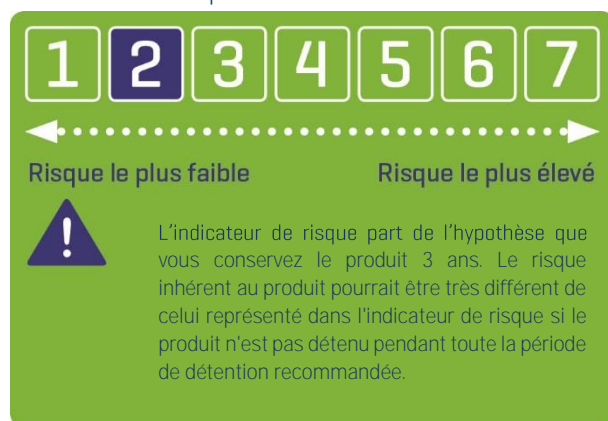 1 2 3 4 5 6 7
Risque le plus faible Risque le plus élevé
!
L'indicateur de risque part de l'hypothèse que
vous conservez le produit 3 ans. Le risque
inhérent au produit pourrait être très différent de
celui représenté dans l'indicateur de risque si le
produit n'est pas détenu pendant toute la période
de détention recommandée.